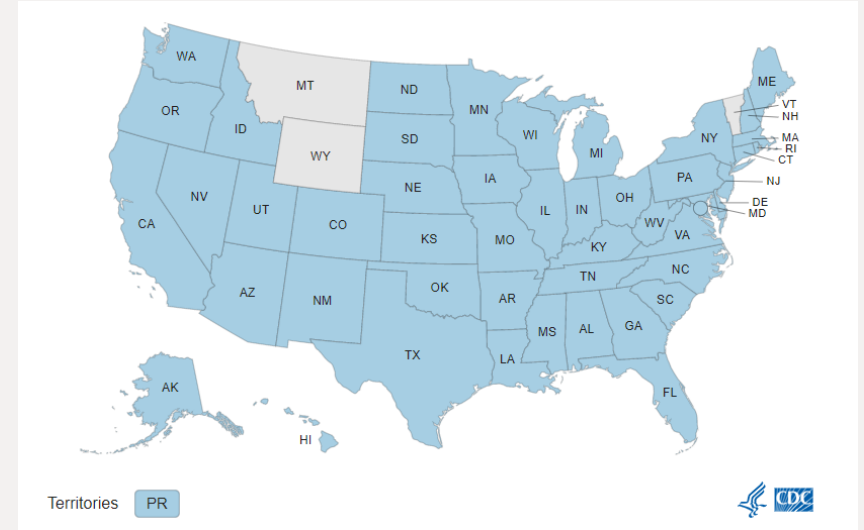 WA
MT
ND
MN
ME
VT
NH
OR
ID
WY
SD
WI
MI
NY
MA
RI
CT
NV
UT
NE
IA
PA
NJ
CA
CO
KS
MO
IL
IN
OH
WV
VA
DE
MD
KY
AZ
NM
OK
AR
TN
NC
SC
TX
LA
MS
AL
GA
FL
AK
HI
Territories PR
CDC